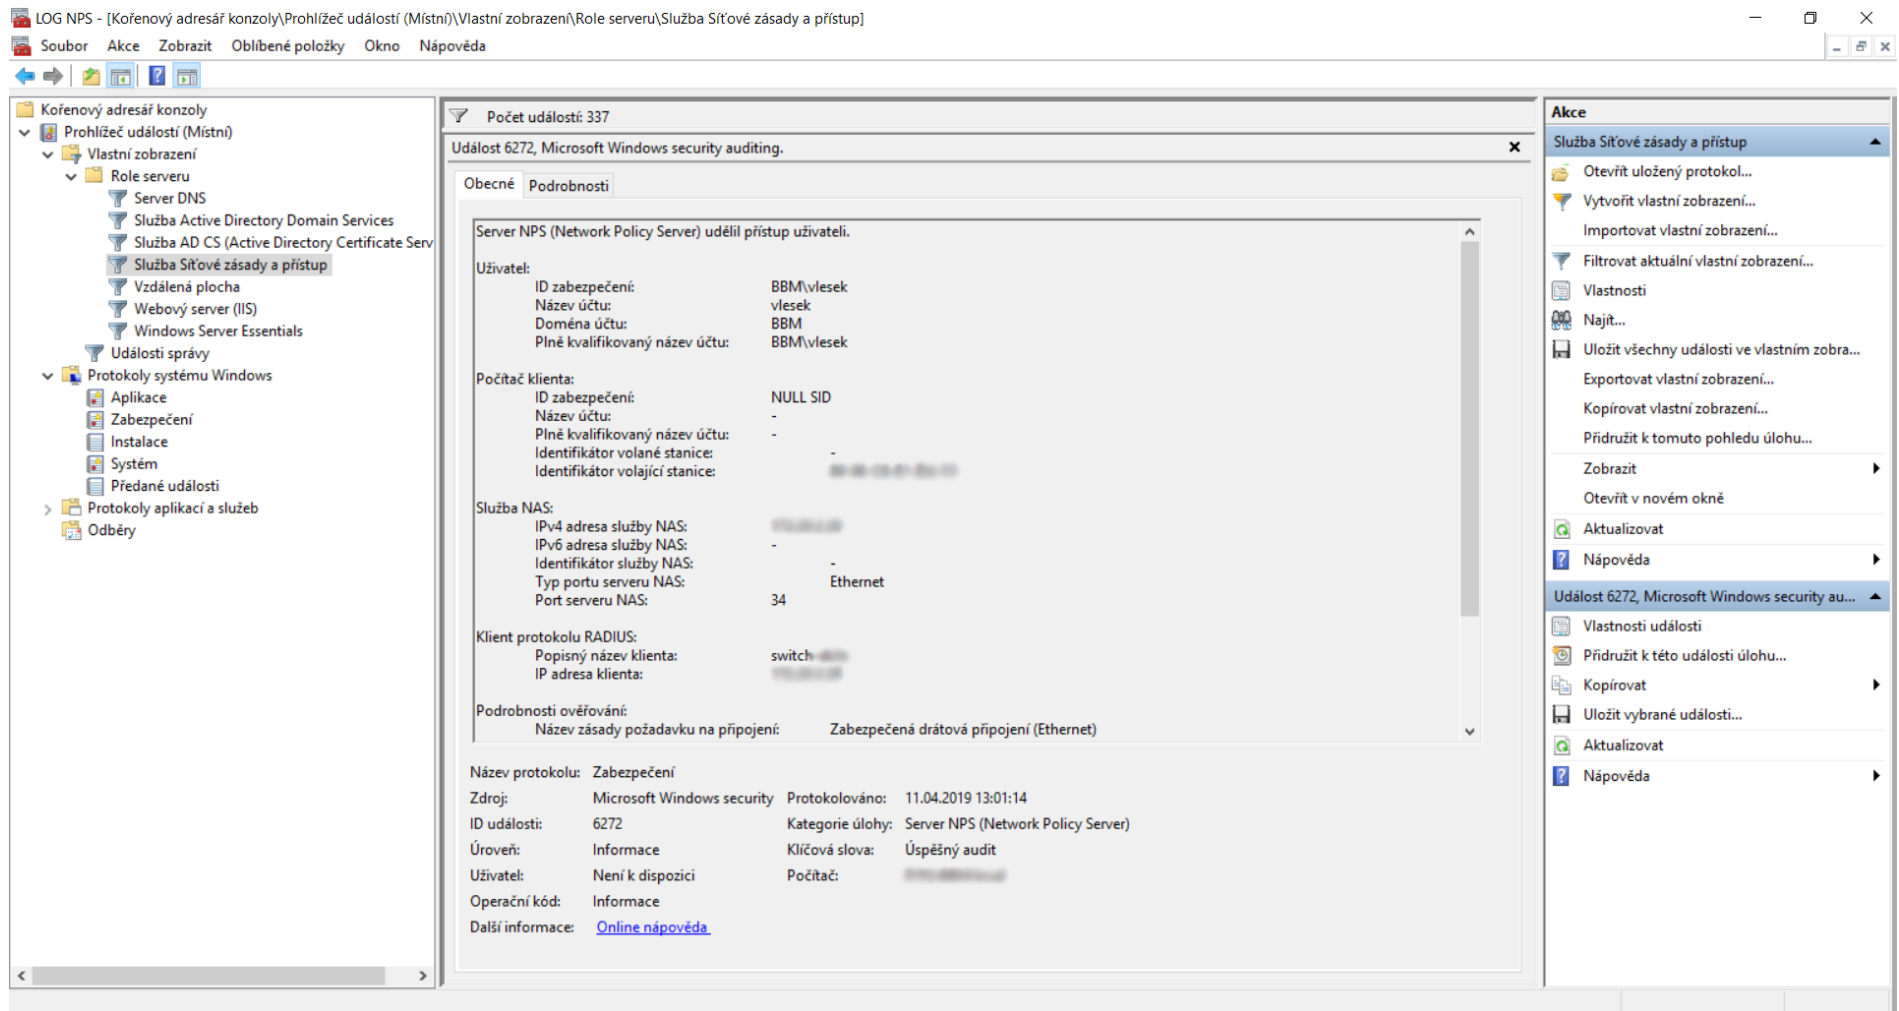 LOG NPS - [Kořenový adresář konzoly\Prohlížeč událostí (Místní)\Vlastní zobrazení\Role serveru\Služba Síťové zásady a přístup]
Soubor Akce Zobrazit Oblíbené položky Okno Nápověda
Kořenový adresář konzoly
Prohlížeč událostí (Místní)
Vlastní zobrazení
Role serveru
Server DNS
Služba Active Directory Domain Services
Služba AD CS (Active Directory Certificate Serv
Služba Síťové zásady a přístup
Vzdálená plocha
Webový server (IIS)
Windows Server Essentials
Události správy
Protokoly systému Windows
Aplikace
Zabezpečení
Instalace
Systém
Předané události
Protokoly aplikací a služeb
Odběry
Počet událostí: 337
Událost 6272, Microsoft Windows security auditing.
Obecné Podrobnosti
Server NPS (Network Policy Server) udělil přístup uživateli.
Uživatel:
ID zabezpečení: BBM\vlesek
Název účtu: vlesek
Doména účtu: BBM
Plně kvalifikovaný název účtu: BBM\vlesek
Počítač klienta:
ID zabezpečení: NULL SID
Název účtu: -
Plně kvalifikovaný název účtu: -
Identifikátor volané stanice: -
Identifikátor volající stanice:
Služba NAS:
IPv4 adresa služby NAS:
IPv6 adresa služby NAS: -
Identifikátor služby NAS: -
Typ portu serveru NAS: Ethernet
Port serveru NAS: 34
Klient protokolu RADIUS:
Popisný název klienta: switch
IP adresa klienta:
Podrobnosti ověřování:
Název zásady požadavku na připojení: Zabezpečená drátová připojení (Ethernet)
Název protokolu: Zabezpečení
Zdroj: Microsoft Windows security Protokolováno: 11.04.2019 13:01:14
ID události: 6272 Kategorie úlohy: Server NPS (Network Policy Server)
Úroveň: Informace Klíčová slova: Úspěšný audit
Uživatel: Není k dispozici Počítač:
Operační kód: Informace
Další informace: Online nápověda
Akce
Služba Síťové zásady a přístup
Otevřít uložený protokol...
Vytvořit vlastní zobrazení...
Importovat vlastní zobrazení...
Filtrovat aktuální vlastní zobrazení...
Vlastnosti
Najít...
Uložit všechny události ve vlastním zobra...
Exportovat vlastní zobrazení...
Kopírovat vlastní zobrazení...
Přidružit k tomuto pohledu úlohu...
Zobrazit
Otevřít v novém okně
Aktualizovat
Nápověda
Událost 6272, Microsoft Windows security au...
Vlastnosti události
Přidružit k této události úlohu...
Kopírovat
Uložit vybrané události...
Aktualizovat
Nápověda